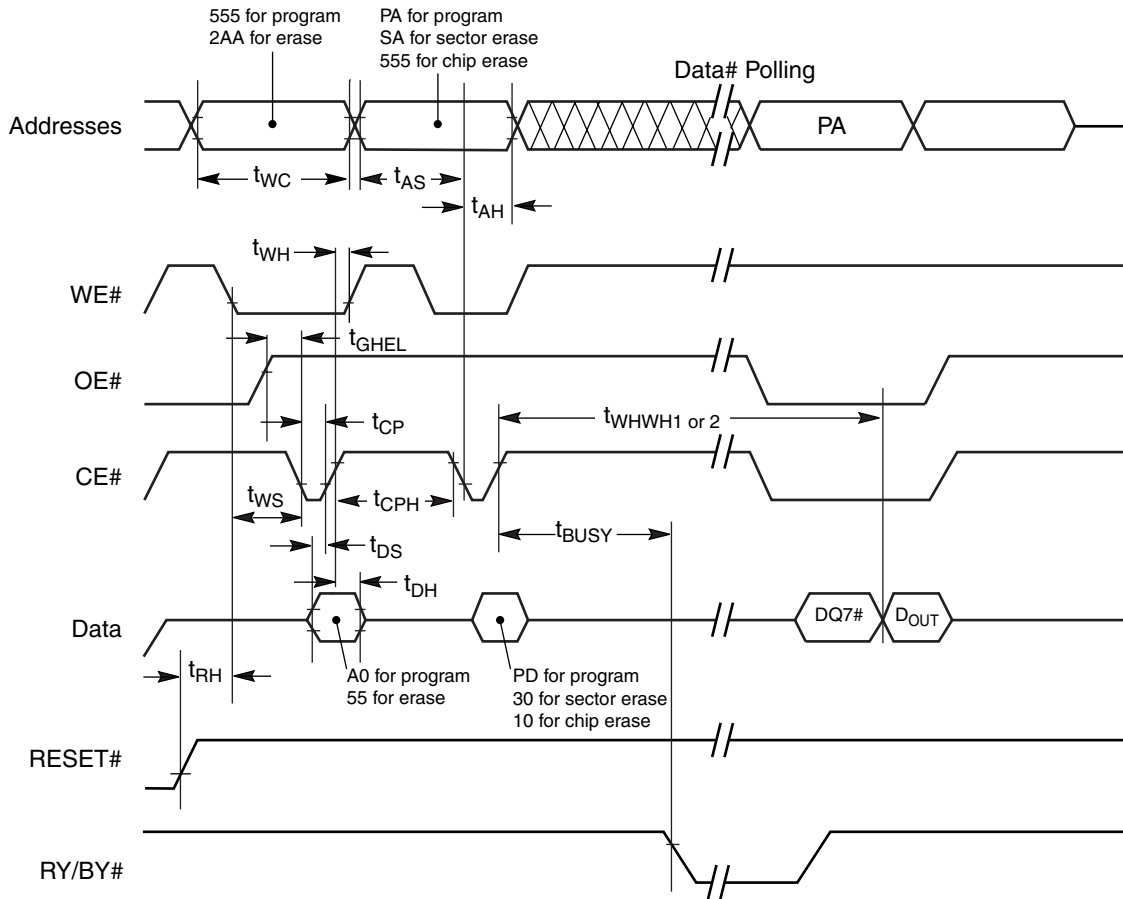 555 for program
2AA for erase
PA for program
SA for sector erase
555 for chip erase
Data# Polling
Addresses
PA
tWC
tAS
tAH
tWH
WE#
tGHEL
OE#
tWHWH1 or 2
tCP
CE#
tWS
tCPH
tBUSY
tDS
tDH
Data
DQ7#
DOUT
tRH
A0 for program
55 for erase
PD for program
30 for sector erase
10 for chip erase
RESET#
RY/BY#